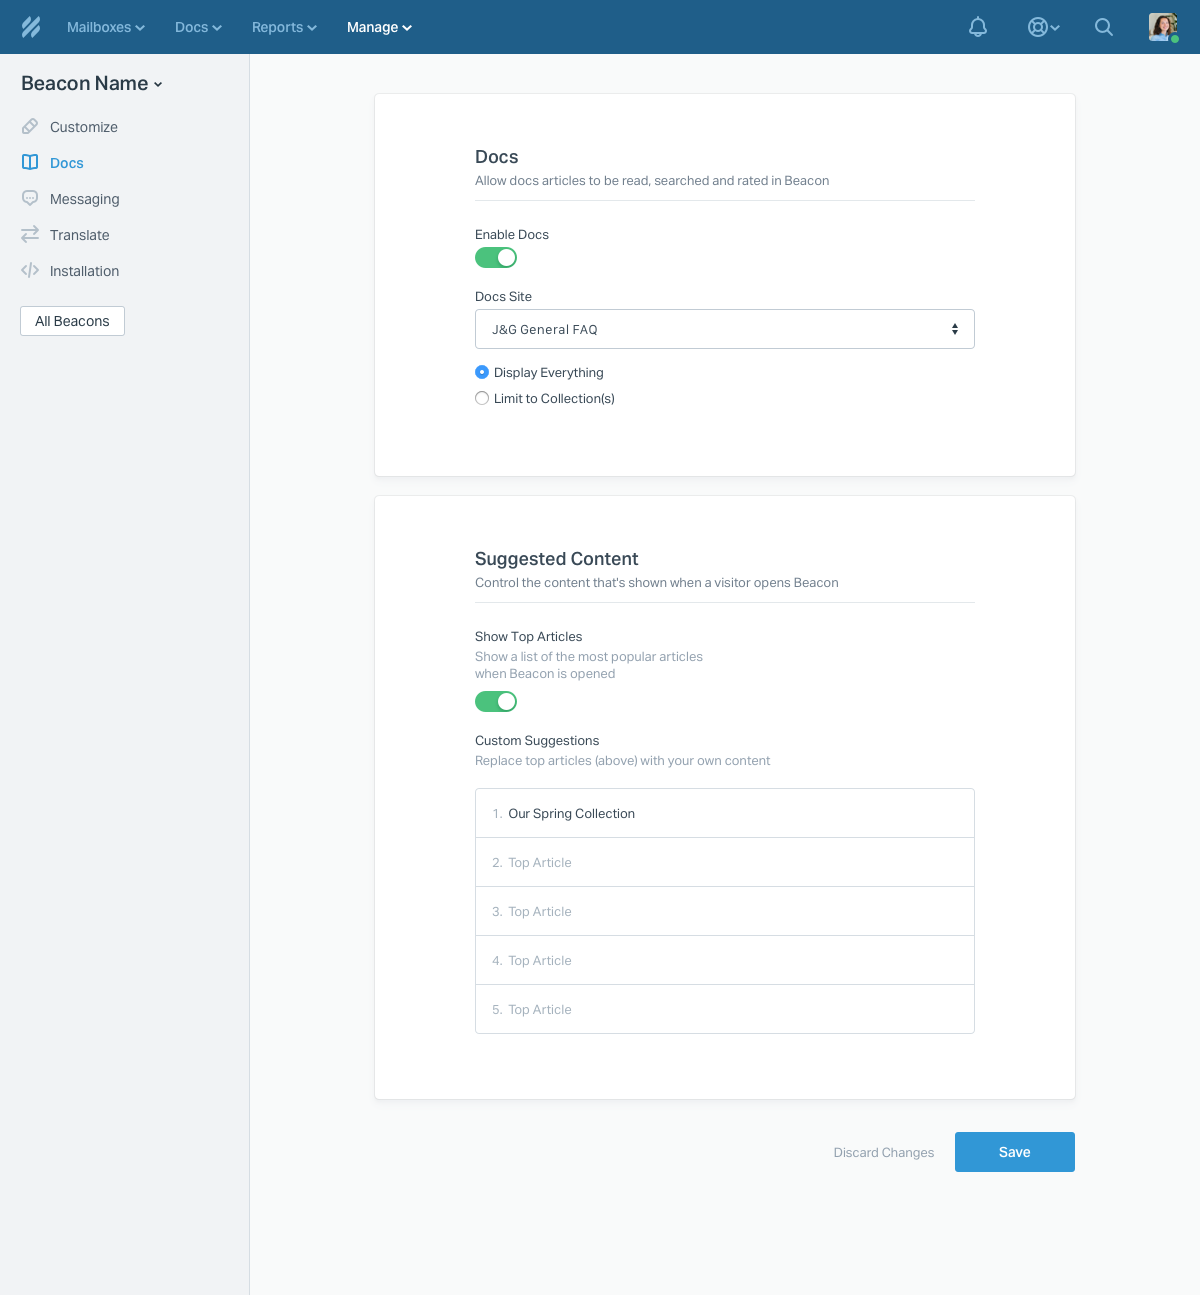 Mailboxes Docs Reports Manage
Beacon Name
Customize
Docs
Messaging
Translate
Installation
All Beacons
Docs
Allow docs articles to be read, searched and rated in Beacon
Enable Docs
Docs Site
J&G General FAQ
Display Everything
Limit to Collection(s)
Suggested Content
Control the content that's shown when a visitor opens Beacon
Show Top Articles
Show a list of the most popular articles
when Beacon is opened
Custom Suggestions
Replace top articles (above) with your own content
1. Our Spring Collection
2. Top Article
3. Top Article
4. Top Article
5. Top Article
Discard Changes Save